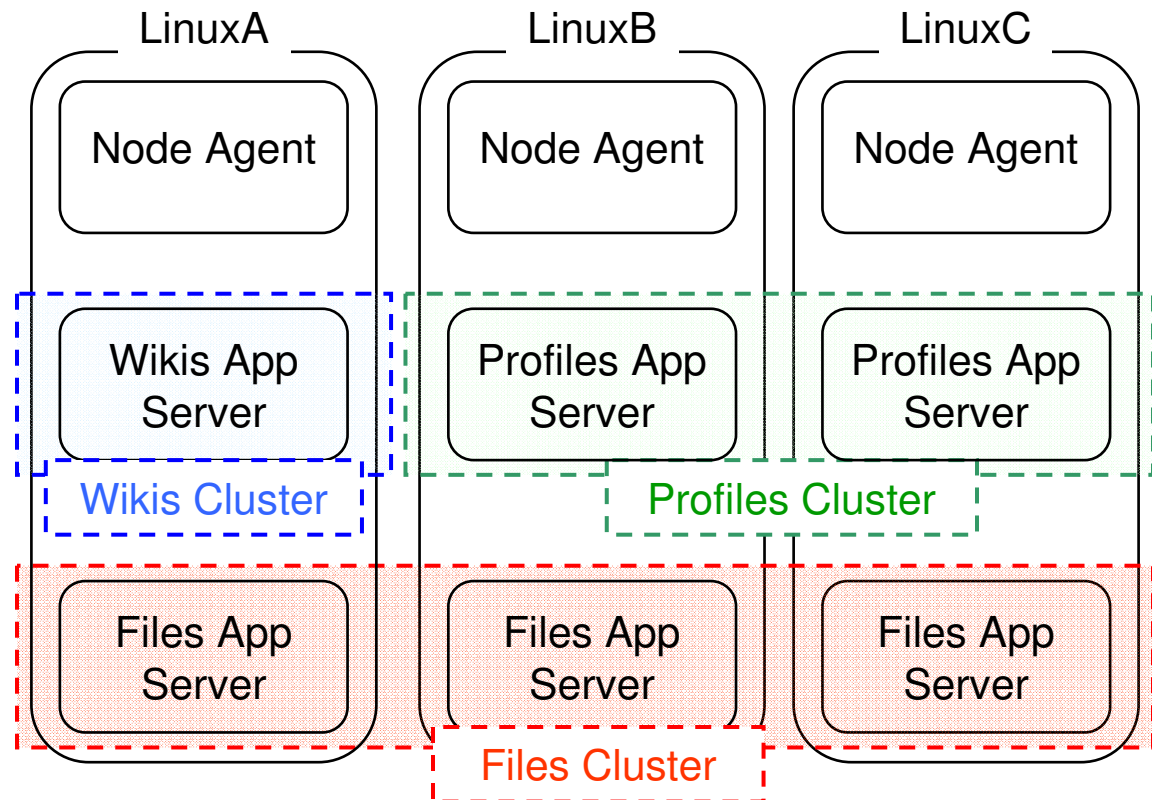 LinuxA
LinuxB
LinuxC
Node Agent
Node Agent
Node Agent
Wikis App
Server
Profiles App
Server
Profiles App
Server
Wikis Cluster
Profiles Cluster
Files App
Server
Files App
Server
Files App
Server
Files Cluster